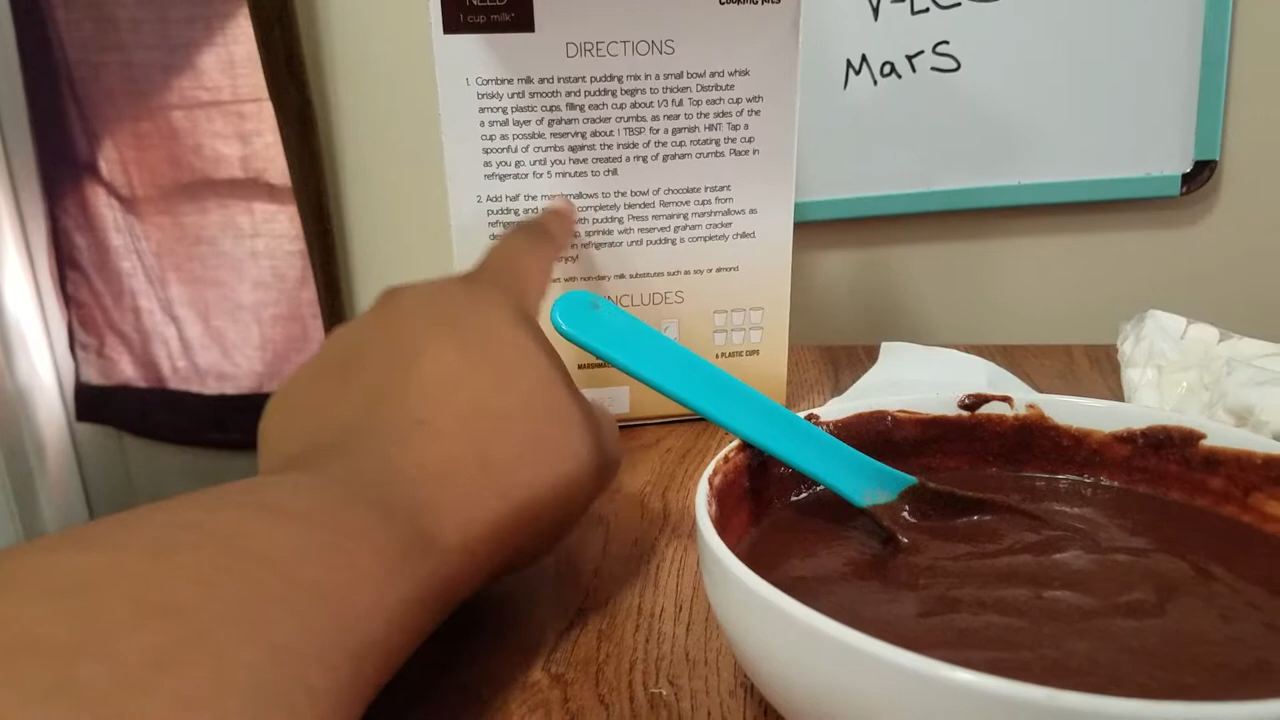 NEED
1 cup milk*
COOKING KITS
DIRECTIONS
1. Combine milk and instant pudding mix in a small bowl and whisk
briskly until smooth and pudding begins to thicken. Distribute
among plastic cups, filling each cup about 1/3 full. Top each cup with
a small layer of graham cracker crumbs, as near to the sides of the
cup as possible, reserving about 1 TBSP. for a garnish. HINT: Tap a
spoonful of crumbs against the inside of the cup, rotating the cup
as you go, until you have created a ring of graham crumbs. Place in
refrigerator for 5 minutes to chill.
2. Add half the marshmallows to the bowl of chocolate instant
pudding and completely blended. Remove cups from
with pudding. Press remaining marshmallows as
sprinkle with reserved graham cracker
in refrigerator until pudding is completely chilled.
with non-dairy milk substitutes such as soy or almond.
INCLUDES
6 PLASTIC CUPS
Mars